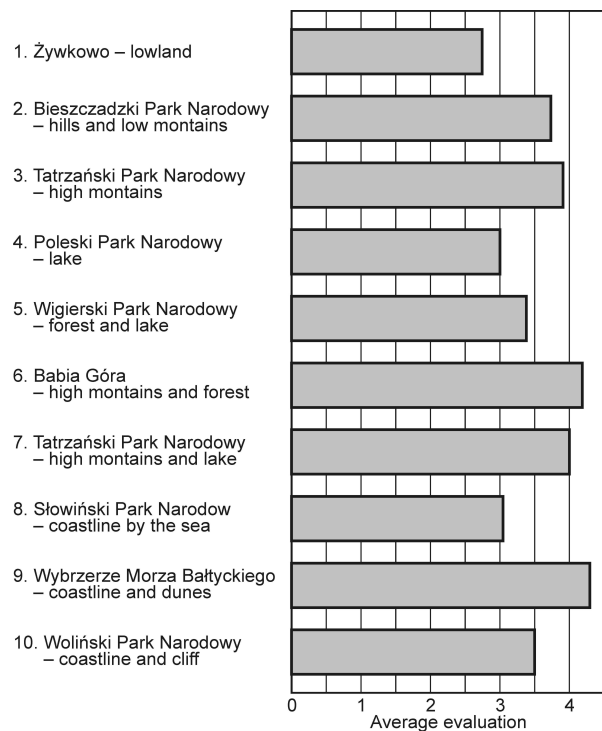 1. Żywkowo – lowland
2. Bieszczadzki Park Narodowy
– hills and low montains
3. Tatrzański Park Narodowy
– high montains
4. Poleski Park Narodowy
– lake
5. Wigierski Park Narodowy
– forest and lake
6. Babia Góra
– high montains and forest
7. Tatrzański Park Narodowy
– high montains and lake
8. Słowiński Park Narodow
– coastline by the sea
9. Wybrzerze Morza Bałtyckiego
– coastline and dunes
10. Woliński Park Narodowy
– coastline and cliff
0 1 2 3 4
Average evaluation